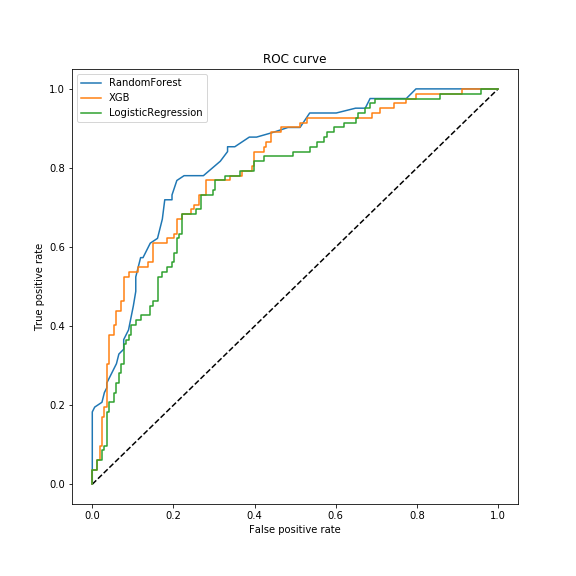 ROC curve
RandomForest
XGB
LogisticRegression
1.0
0.8
0.6
0.4
0.2
0.0
True positive rate
0.0 0.2 0.4 0.6 0.8 1.0
False positive rate